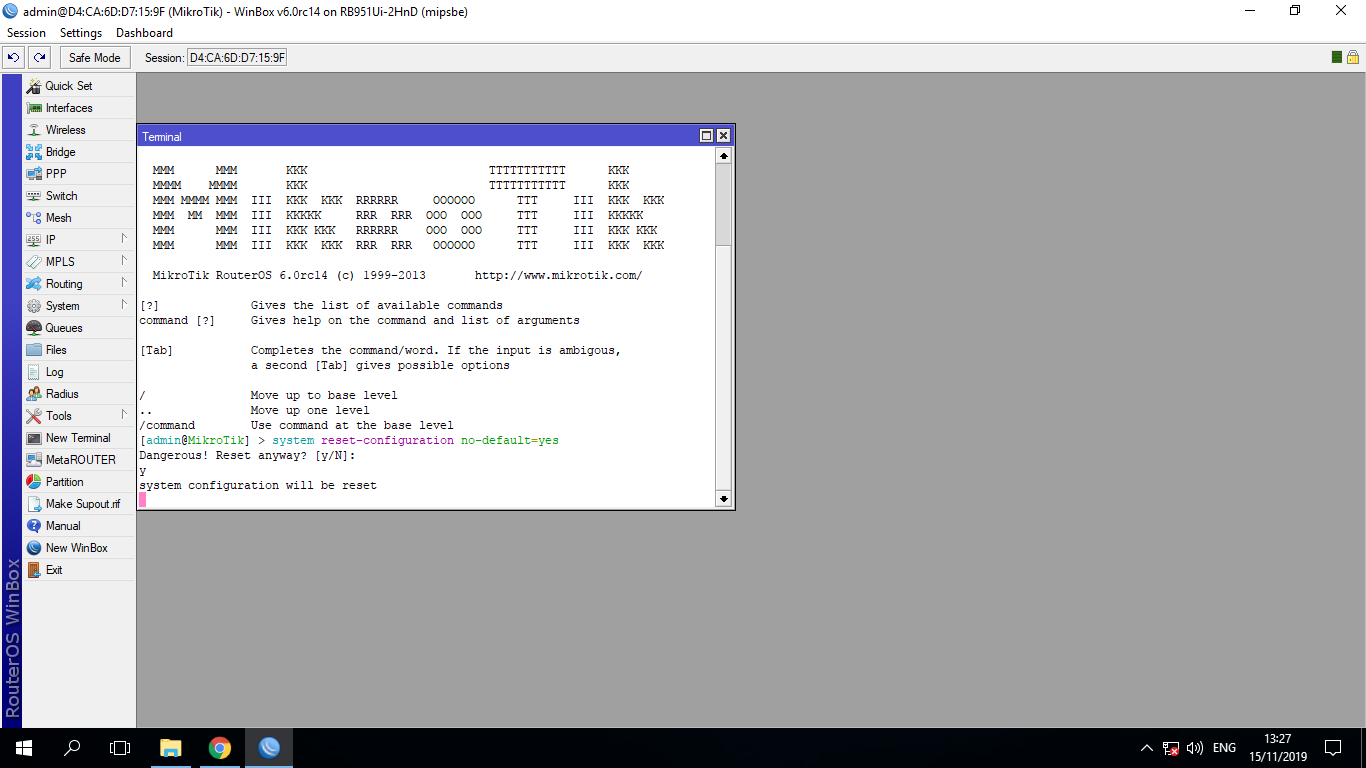 admin@D4:CA:6D:D7:15:9F (MikroTik) - WinBox v6.0rc14 on RB951Ui-2HnD (mipsbe)
Session Settings Dashboard
Safe Mode Session: D4:CA:6D:D7:15:9F
Quick Set
Interfaces
Wireless
Bridge
PPP
Switch
Mesh
IP
MPLS
Routing
System
Queues
Files
Log
Radius
Tools
New Terminal
MetaROUTER
Partition
Make Supout.rif
Manual
New WinBox
Exit
RouterOS WinBox
Terminal
MMM      MMM       KKK                          TTTTTTTTTTT      KKK
MMMM    MMMM       KKK                          TTTTTTTTTTT      KKK
MMM MMMM MMM  III  KKK  KKK  RRRRRR     OOOOOO      TTT     III  KKK  KKK
MMM  MM  MMM  III  KKKKK     RRR  RRR  OOO  OOO     TTT     III  KKKKK
MMM      MMM  III  KKK KKK   RRRRRR    OOO  OOO     TTT     III  KKK KKK
MMM      MMM  III  KKK  KKK  RRR  RRR   OOOOOO      TTT     III  KKK  KKK
MikroTik RouterOS 6.0rc14 (c) 1999-2013       http://www.mikrotik.com/
[?]             Gives the list of available commands
command [?]     Gives help on the command and list of arguments
[Tab]           Completes the command/word. If the input is ambigous,
a second [Tab] gives possible options
/               Move up to base level
..              Move up one level
/command        Use command at the base level
[admin@MikroTik] > system reset-configuration no-default=yes
Dangerous! Reset anyway? [y/N]:
y
system configuration will be reset
ENG
13:27
15/11/2019